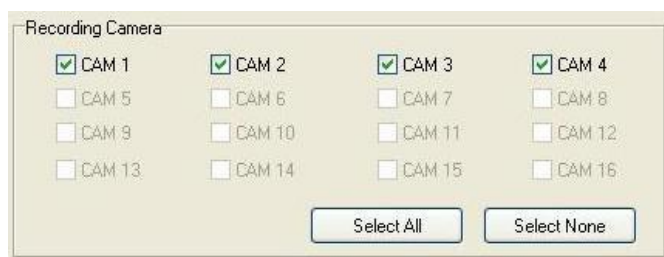 Recording Camera
CAM 1 CAM 2 CAM 3 CAM 4
CAM 5 CAM 6 CAM 7 CAM 8
CAM 9 CAM 10 CAM 11 CAM 12
CAM 13 CAM 14 CAM 15 CAM 16
Select All Select None